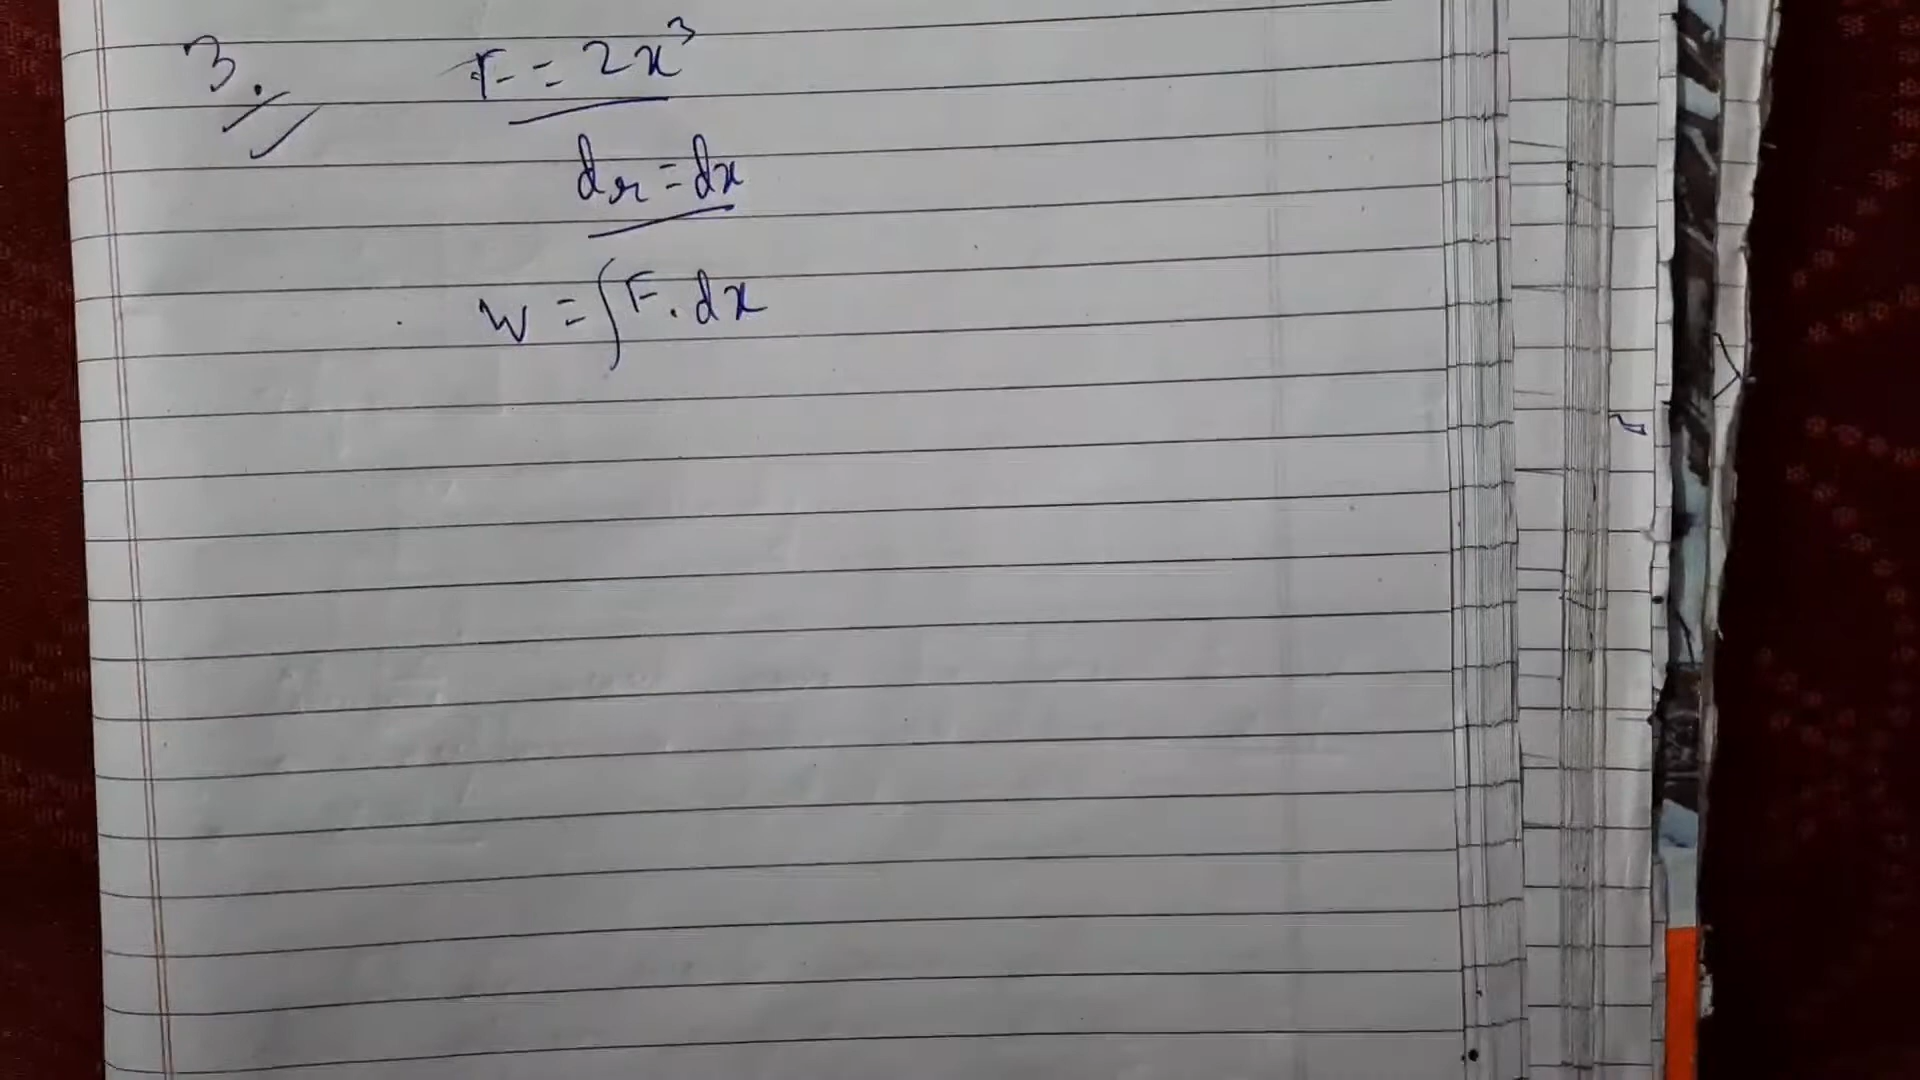 3. F = 2x³
dr = dx
W = ∫F.dx